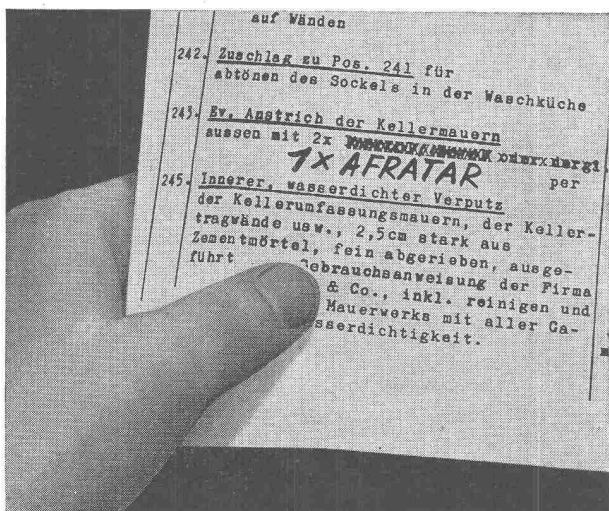 auf Wänden
242. Zuschlag zu Pos. 241 für
abtönen des Sockels in der Waschküche
243. Ev. Anstrich der Kellermauern
aussen mit 2x
1X AFRATAR per
245. Innerer, wasserdichter Verputz
der Kellerumfassungsmauern, der Keller-
tragwände usw., 2,5cm stark aus
Zementmörtel, fein abgerieben, ausge-
führt Gebrauchsanweisung der Firma
& Co., inkl. reinigen und
Mauerwerks mit aller Ga-
sserdichtigkeit.